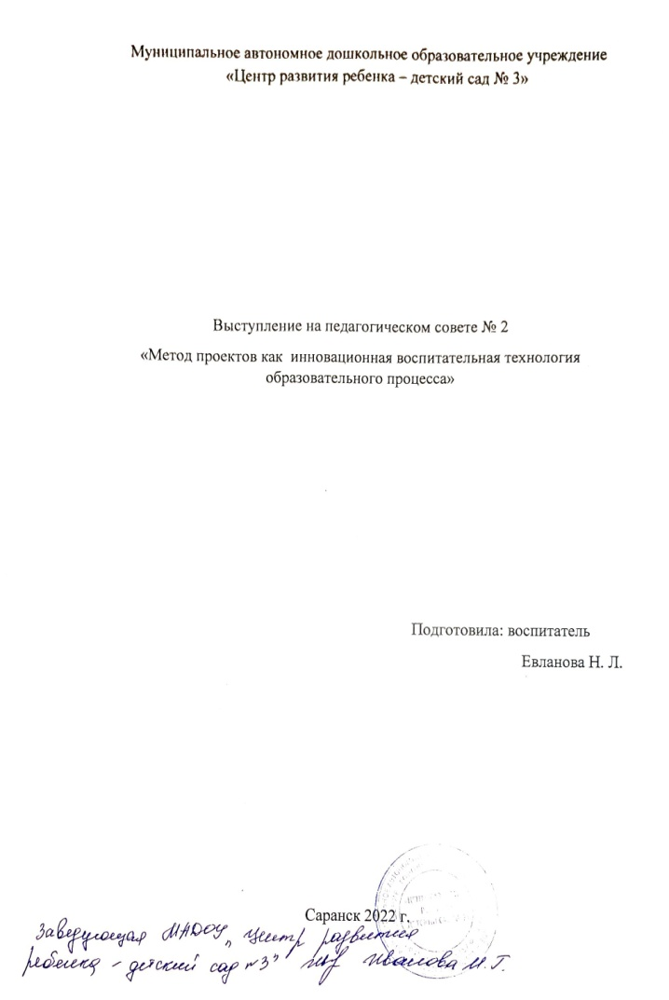 Муниципальное автономное дошкольное образовательное учреждение
«Центр развития ребенка – детский сад № 3»
Выступление на педагогическом совете № 2
«Метод проектов как инновационная воспитательная технология
образовательного процесса»
Подготовила: воспитатель
Евланова Н. Л.
Саранск 2022 г.
Заведующая МАДОУ „Центр развития
ребенка - детский сад №3” Иванова И. Г.